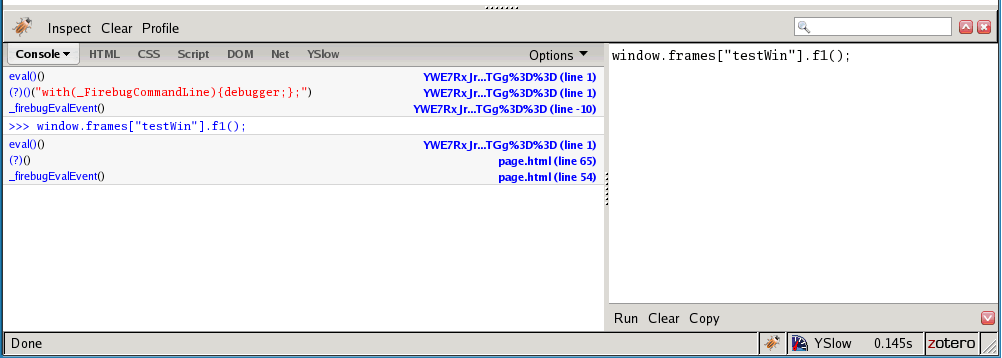 Inspect Clear Profile
Console HTML CSS Script DOM Net YSlow Options
window.frames["testWin"].f1();
eval()() YWE7RxJr...TGg%3D%3D (line 1)
(?)()("with(_FirebugCommandLine){debugger;};") YWE7RxJr...TGg%3D%3D (line 1)
_firebugEvalEvent() YWE7RxJr...TGg%3D%3D (line -10)
>>> window.frames["testWin"].f1();
eval()() YWE7RxJr...TGg%3D%3D (line 1)
(?)() page.html (line 65)
_firebugEvalEvent() page.html (line 54)
Run Clear Copy
Done YSlow 0.145s zotero